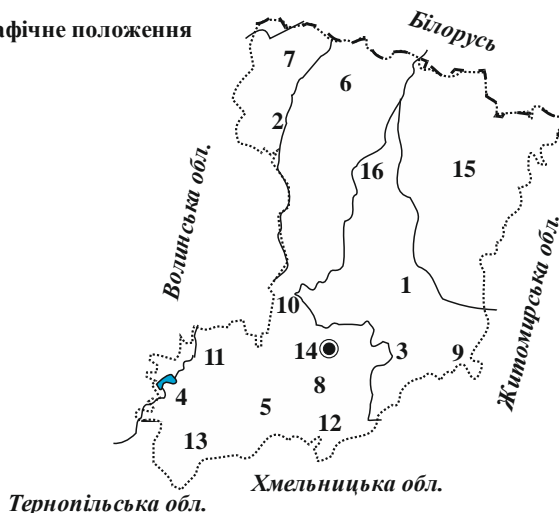 афічне положення
Білорусь
7
6
2
16
15
Волинська обл.
Житомирська обл.
1
10
14
3
9
11
8
4
5
12
13
Хмельницька обл.
Тернопільська обл.